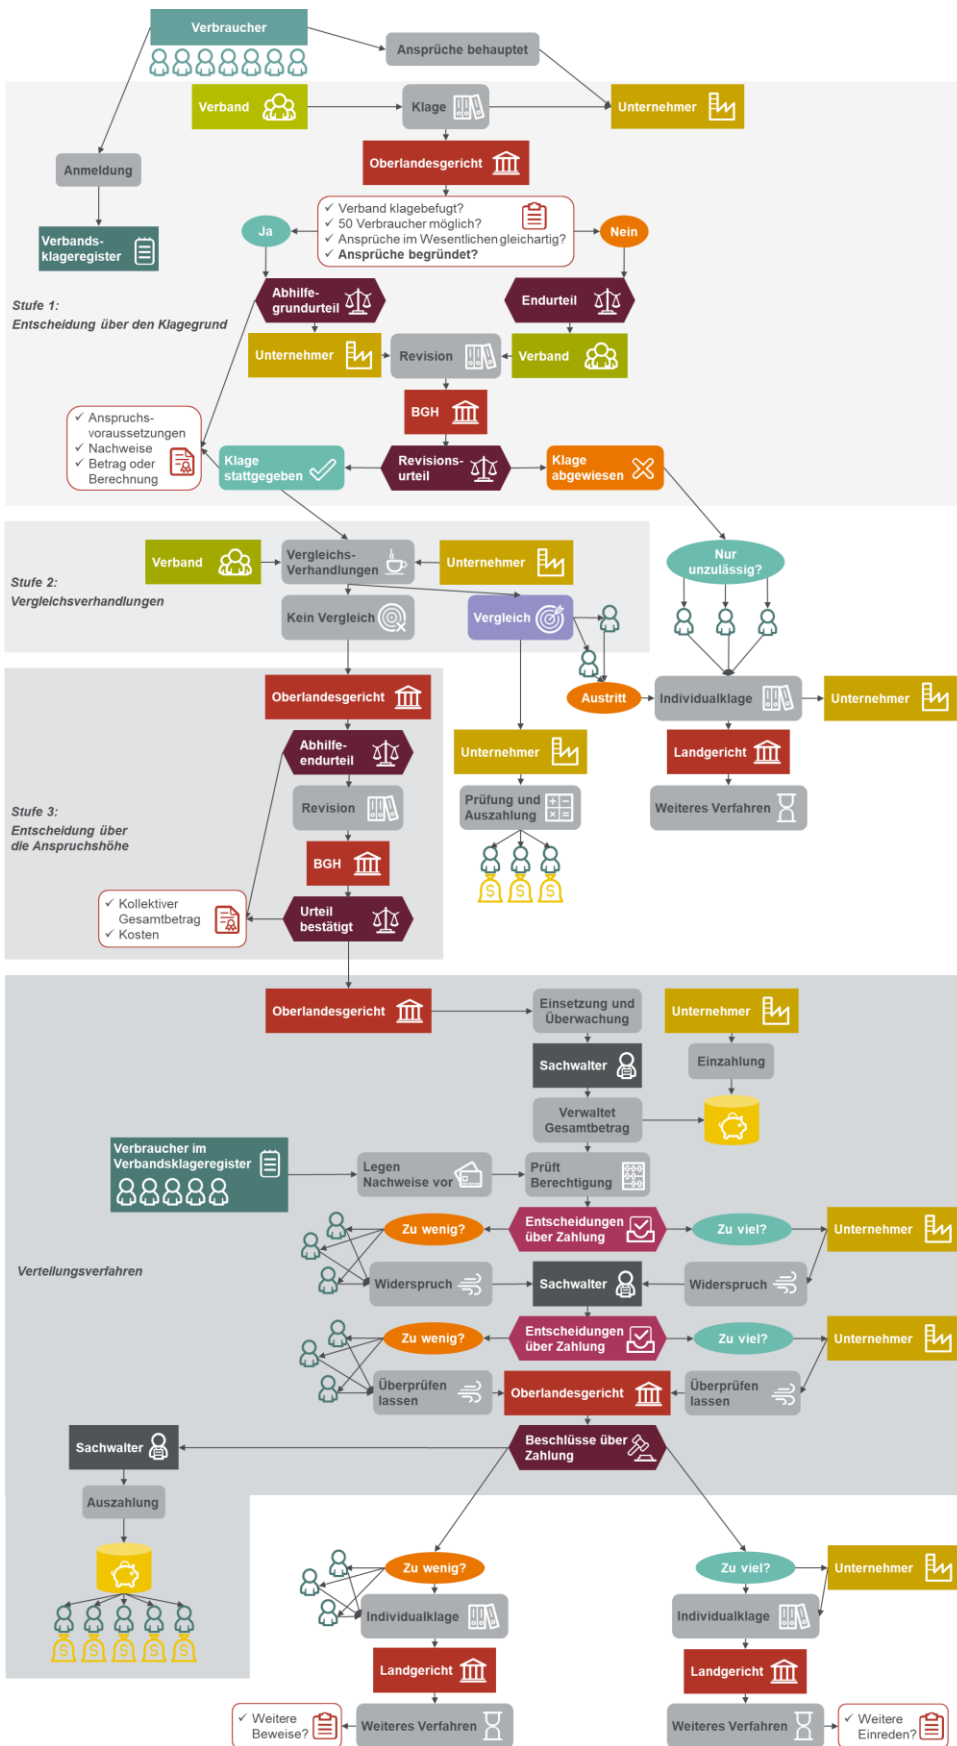 Verbraucher
Ansprüche behauptet
Verband
Klage
Unternehmer
Oberlandesgericht
Anmeldung
✓ Verband klagebefugt?
✓ 50 Verbraucher möglich?
✓ Ansprüche im Wesentlichen gleichartig?
✓ Ansprüche begründet?
Ja
Nein
Verbands-
klageregister
Stufe 1:
Entscheidung über den Klagegrund
Abhilfe-
grundurteil
Endurteil
Unternehmer
Revision
Verband
BGH
✓ Anspruchs-
voraussetzungen
✓ Nachweise
✓ Betrag oder
Berechnung
Klage
stattgegeben
Revisions-
urteil
Klage
abgewiesen
Stufe 2:
Vergleichsverhandlungen
Verband
Vergleichs-
Verhandlungen
Unternehmer
Nur
unzulässig?
Kein Vergleich
Vergleich
Oberlandesgericht
Austritt
Individualklage
Unternehmer
Stufe 3:
Entscheidung über
die Anspruchshöhe
Abhilfe-
endurteil
Unternehmer
Landgericht
Revision
Prüfung und
Auszahlung
Weiteres Verfahren
BGH
✓ Kollektiver
Gesamtbetrag
✓ Kosten
Urteil
bestätigt
Oberlandesgericht
Einsetzung und
Überwachung
Unternehmer
Sachwalter
Einzahlung
Verwaltet
Gesamtbetrag
Verbraucher im
Verbandsklageregister
Legen
Nachweise vor
Prüft
Berechtigung
Verteilungsverfahren
Zu wenig?
Entscheidungen
über Zahlung
Zu viel?
Unternehmer
Widerspruch
Sachwalter
Widerspruch
Zu wenig?
Entscheidungen
über Zahlung
Zu viel?
Unternehmer
Überprüfen
lassen
Oberlandesgericht
Überprüfen
lassen
Sachwalter
Beschlüsse über
Zahlung
Auszahlung
Zu wenig?
Zu viel?
Unternehmer
Individualklage
Individualklage
Landgericht
Landgericht
✓ Weitere
Beweise?
Weiteres Verfahren
Weiteres Verfahren
✓ Weitere
Einreden?